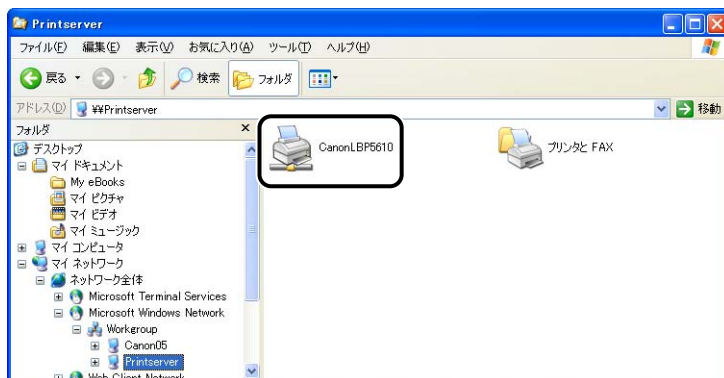 Printserver
ファイル(F) 編集(E) 表示(V) お気に入り(A) ツール(T) ヘルプ(H)
戻る 検索 フォルダ
アドレス(D) ¥¥Printserver 移動
フォルダ ×
デスクトップ
マイ ドキュメント
My eBooks
マイ ピクチャ
マイ ビデオ
マイ ミュージック
マイ コンピュータ
マイ ネットワーク
ネットワーク全体
Microsoft Terminal Services
Microsoft Windows Network
Workgroup
Canon05
Printserver
Web Client Network
CanonLBP5610
プリンタと FAX